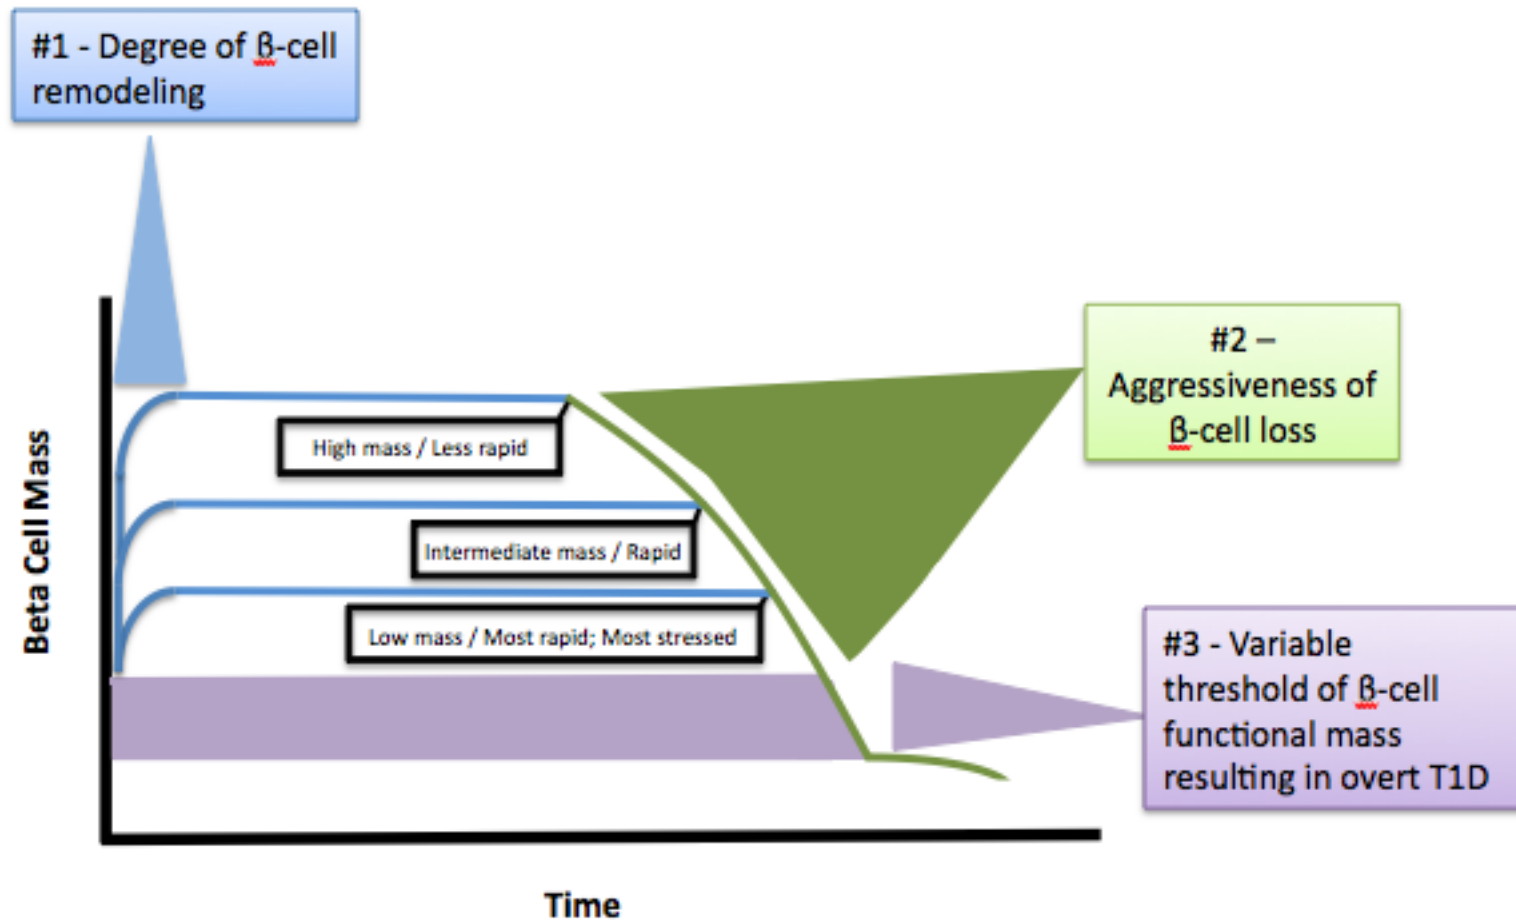 #1 - Degree of ß-cell
remodeling
#2 –
Aggressiveness of
ß-cell loss
High mass / Less rapid
Intermediate mass / Rapid
Low mass / Most rapid; Most stressed
#3 - Variable
threshold of ß-cell
functional mass
resulting in overt T1D
Beta Cell Mass
Time